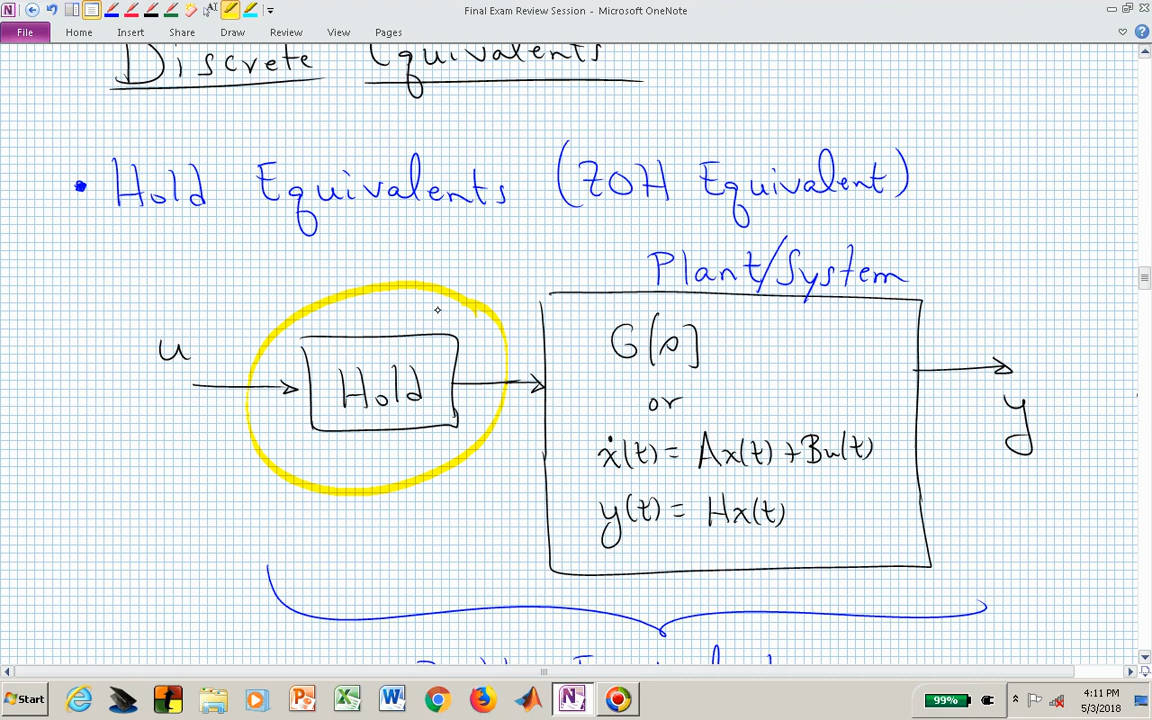 Final Exam Review Session - Microsoft OneNote
File Home Insert Share Draw Review View Pages
Discrete Equivalents
• Hold Equivalents (ZOH Equivalent)
Plant/System
u
Hold
G(s)
or
ẋ(t) = Ax(t) + Bu(t)
y(t) = Hx(t)
y
Start
99%
4:11 PM
5/3/2018